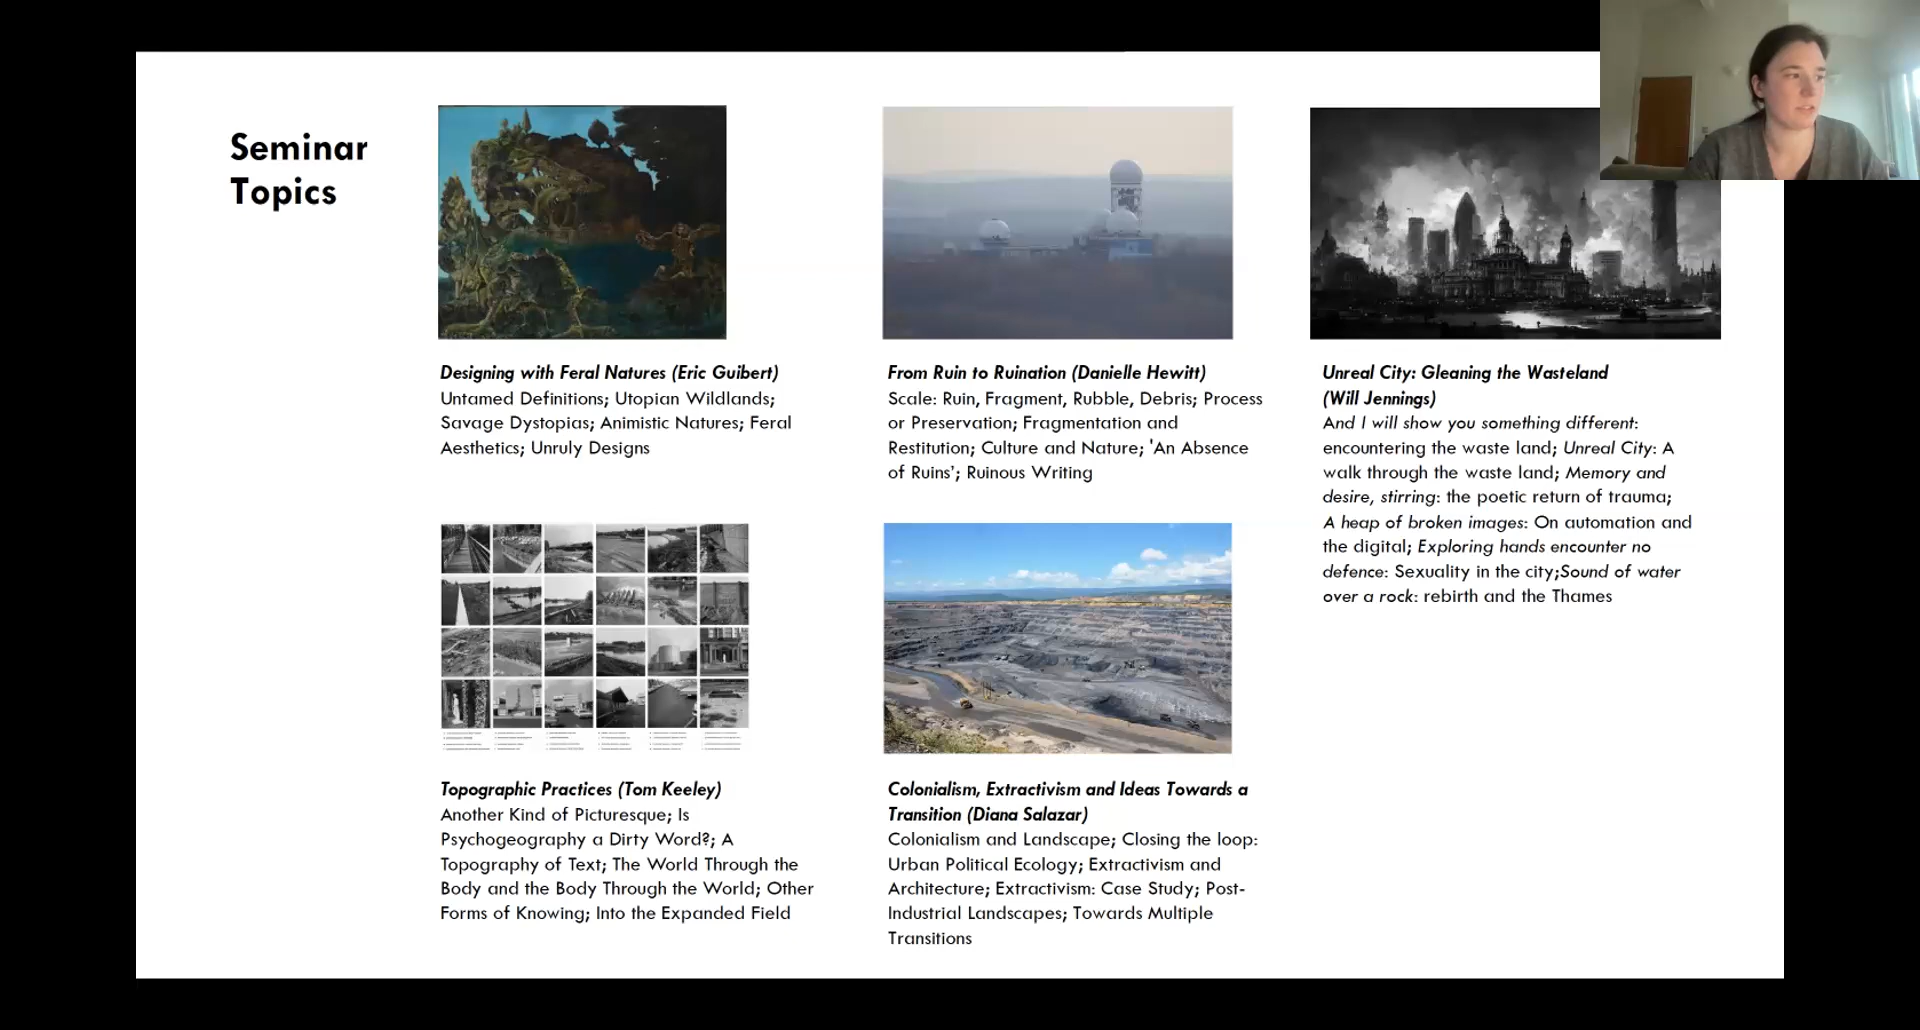 Seminar
Topics
Designing with Feral Natures (Eric Guibert)
Untamed Definitions; Utopian Wildlands;
Savage Dystopias; Animistic Natures; Feral
Aesthetics; Unruly Designs
From Ruin to Ruination (Danielle Hewitt)
Scale: Ruin, Fragment, Rubble, Debris; Process
or Preservation; Fragmentation and
Restitution; Culture and Nature; 'An Absence
of Ruins'; Ruinous Writing
Unreal City: Gleaning the Wasteland
(Will Jennings)
And I will show you something different:
encountering the waste land; Unreal City: A
walk through the waste land; Memory and
desire, stirring: the poetic return of trauma;
A heap of broken images: On automation and
the digital; Exploring hands encounter no
defence: Sexuality in the city;Sound of water
over a rock: rebirth and the Thames
Topographic Practices (Tom Keeley)
Another Kind of Picturesque; Is
Psychogeography a Dirty Word?; A
Topography of Text; The World Through the
Body and the Body Through the World; Other
Forms of Knowing; Into the Expanded Field
Colonialism, Extractivism and Ideas Towards a
Transition (Diana Salazar)
Colonialism and Landscape; Closing the loop:
Urban Political Ecology; Extractivism and
Architecture; Extractivism: Case Study; Post-
Industrial Landscapes; Towards Multiple
Transitions